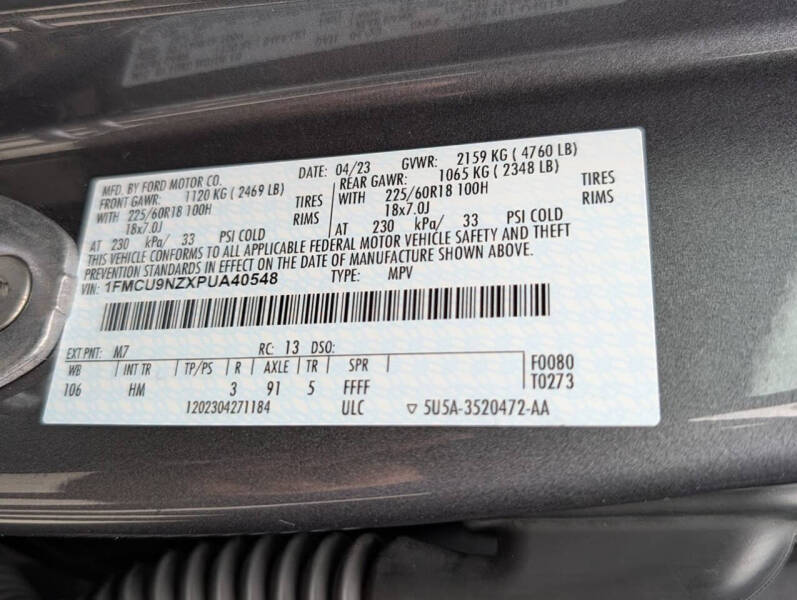 MFD. BY FORD MOTOR CO. DATE: 04/23 GVWR: 2159 KG ( 4760 LB)
FRONT GAWR: 1120 KG ( 2469 LB) REAR GAWR: 1065 KG ( 2348 LB)
WITH 225/60R18 100H TIRES WITH 225/60R18 100H TIRES
18x7.0J RIMS 18x7.0J RIMS
AT 230 kPa/ 33 PSI COLD AT 230 kPa/ 33 PSI COLD
THIS VEHICLE CONFORMS TO ALL APPLICABLE FEDERAL MOTOR VEHICLE SAFETY AND THEFT
PREVENTION STANDARDS IN EFFECT ON THE DATE OF MANUFACTURE SHOWN ABOVE.
VIN: 1FMCU9NZXPUA40548 TYPE: MPV
EXT PNT: M7 RC: 13 DSO:
WB INT TR TP/PS R AXLE TR SPR F0080
106 HM 3 91 5 FFFF T0273
1202304271184 ULC ▽ 5U5A-3520472-AA